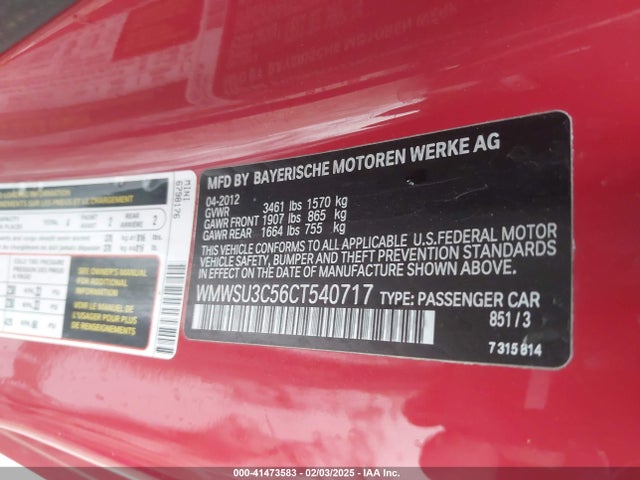 MFD BY BAYERISCHE MOTOREN WERKE AG
04-2012
GVWR 3461 lbs 1570 kg
GAWR FRONT 1907 lbs 865 kg
GAWR REAR 1664 lbs 755 kg
THIS VEHICLE CONFORMS TO ALL APPLICABLE U.S.FEDERAL MOTOR
VEHICLE SAFETY, BUMPER AND THEFT PREVENTION STANDARDS
IN EFFECT ON THE DATE OF MANUFACTURE SHOWN ABOVE.
WMWSU3C56CT540717 TYPE: PASSENGER CAR
851/3
7 315 814
MINI
6798176
SEE OWNER'S MANUAL
FOR ADDITIONAL
INFORMATION
VOIR LE MANUEL
D'USAGER POUR
PLUS DE
000-41473583 - 02/03/2025 - IAA Inc.